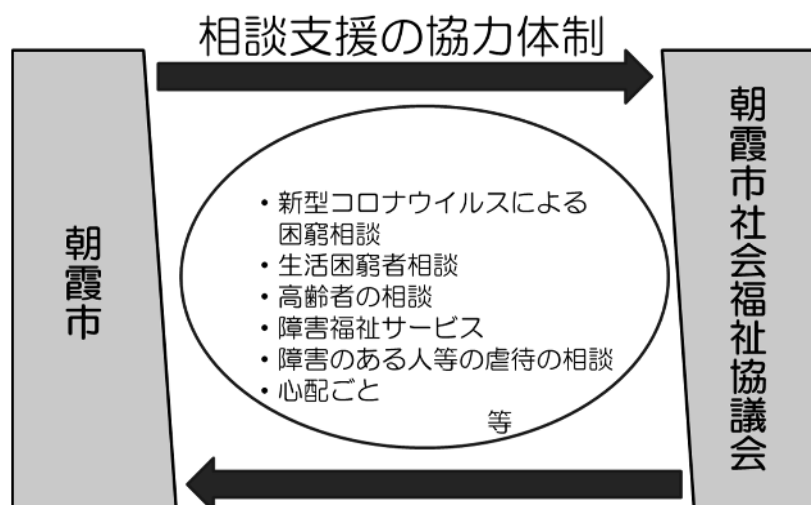 相談支援の協力体制
朝霞市
・新型コロナウイルスによる
困窮相談
・生活困窮者相談
・高齢者の相談
・障害福祉サービス
・障害のある人等の虐待の相談
・心配ごと
等
朝霞市社会福祉協議会